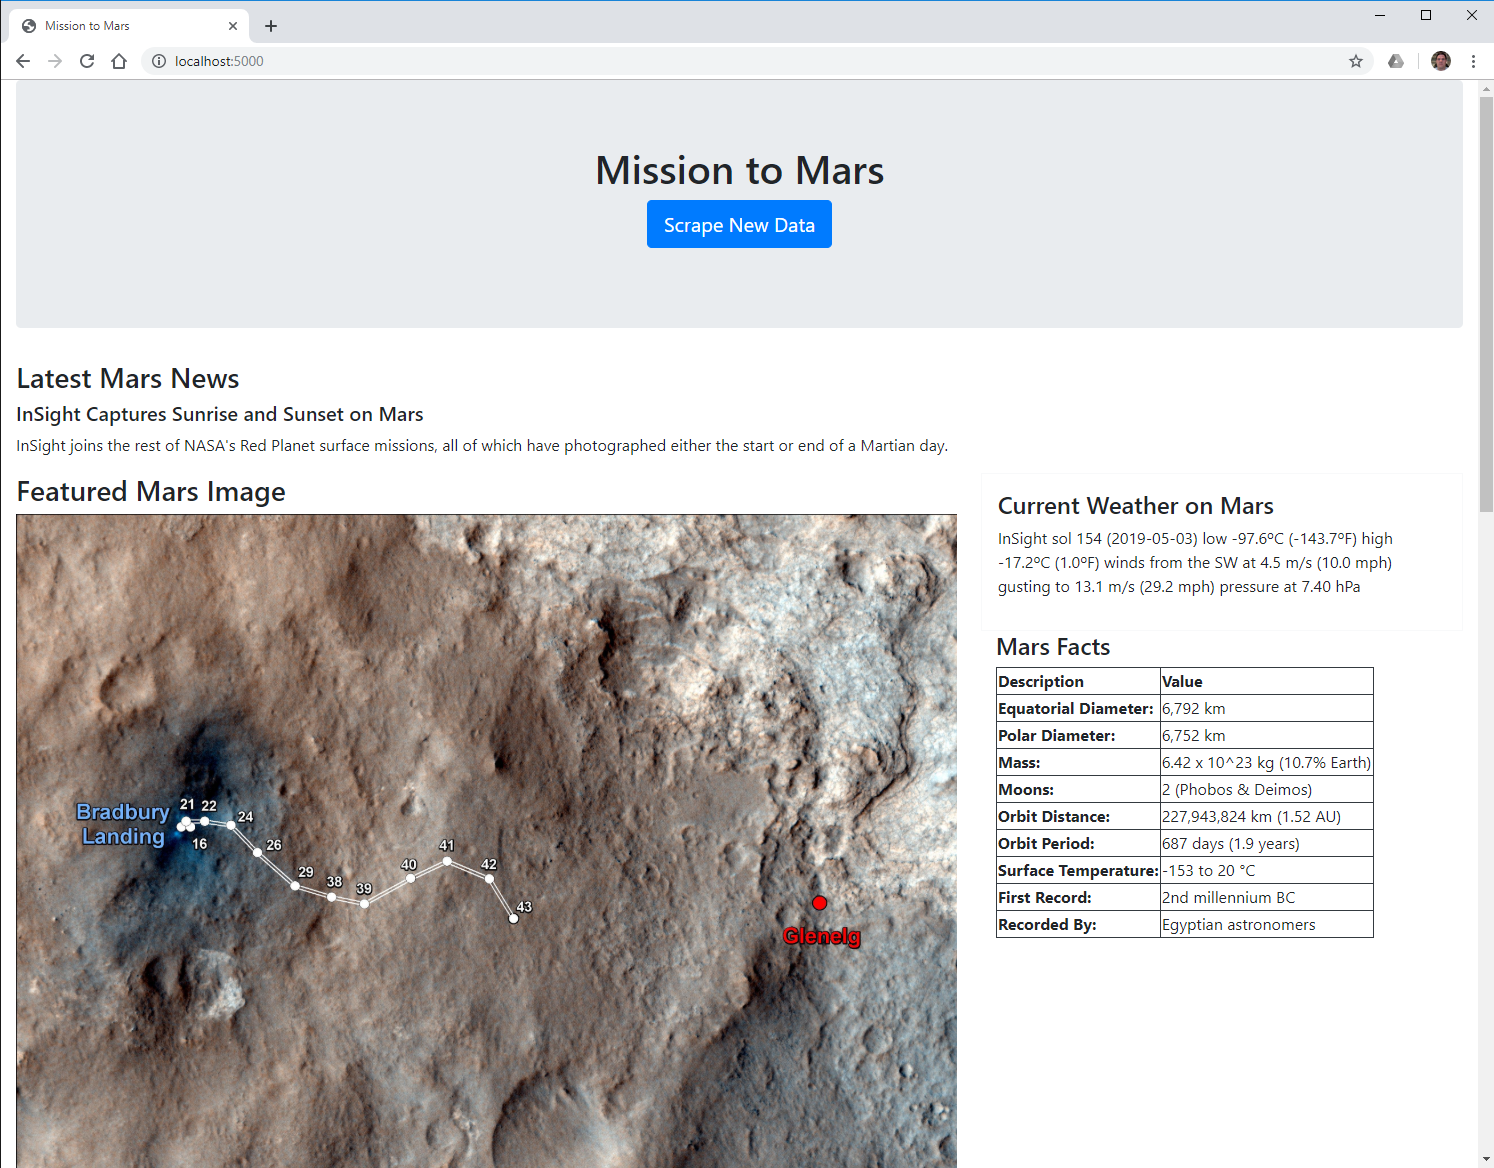 Mission to Mars
localhost:5000
Mission to Mars
Scrape New Data
Latest Mars News
InSight Captures Sunrise and Sunset on Mars
InSight joins the rest of NASA's Red Planet surface missions, all of which have photographed either the start or end of a Martian day.
Featured Mars Image
Bradbury
Landing
21
22
16
24
26
29
38
39
40
41
42
43
Glenelg
Current Weather on Mars
InSight sol 154 (2019-05-03) low -97.6ºC (-143.7ºF) high
-17.2ºC (1.0ºF) winds from the SW at 4.5 m/s (10.0 mph)
gusting to 13.1 m/s (29.2 mph) pressure at 7.40 hPa
Mars Facts
Description Value
Equatorial Diameter: 6,792 km
Polar Diameter: 6,752 km
Mass: 6.42 x 10^23 kg (10.7% Earth)
Moons: 2 (Phobos & Deimos)
Orbit Distance: 227,943,824 km (1.52 AU)
Orbit Period: 687 days (1.9 years)
Surface Temperature: -153 to 20 °C
First Record: 2nd millennium BC
Recorded By: Egyptian astronomers